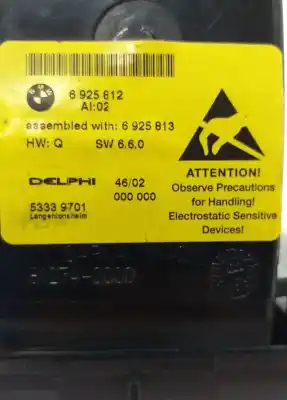 BMW
6 925 812
AI:02
assembled with: 6 925 813
HW: Q SW 6.6.0
DELPHI 46/02
000 000
5333 9701
Langenlonsheim
ATTENTION!
Observe Precautions
for Handling!
Electrostatic Sensitive
Devices!